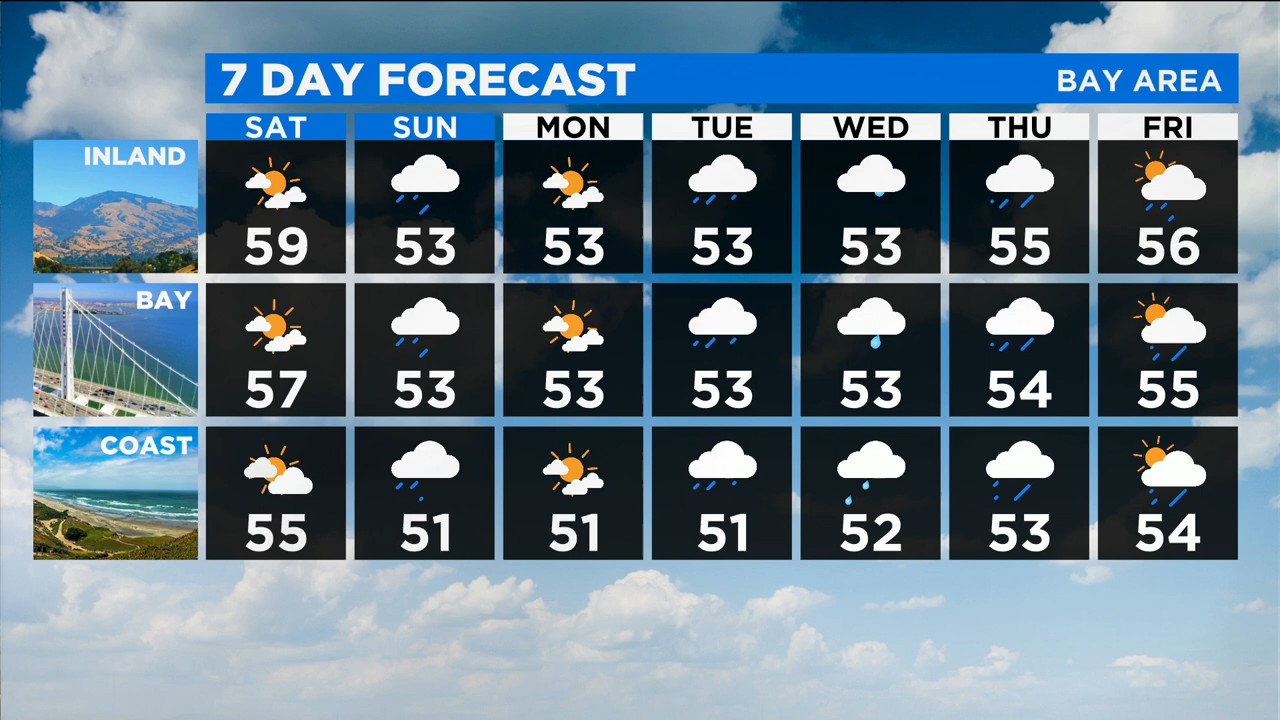 7 DAY FORECAST BAY AREA
SAT SUN MON TUE WED THU FRI
INLAND
59 53 53 53 53 55 56
BAY
57 53 53 53 53 54 55
COAST
55 51 51 51 52 53 54